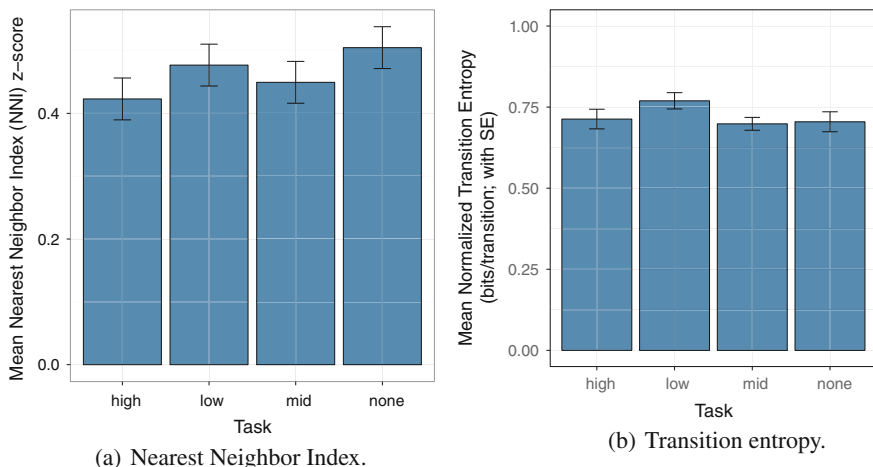 Mean Nearest Neighbor Index (NNI) z−score
0.4
0.2
0.0
high low mid none
Task
(a) Nearest Neighbor Index.
Mean Normalized Transition Entropy
(bits/transition; with SE)
1.00
0.75
0.50
0.25
0.00
high low mid none
Task
(b) Transition entropy.